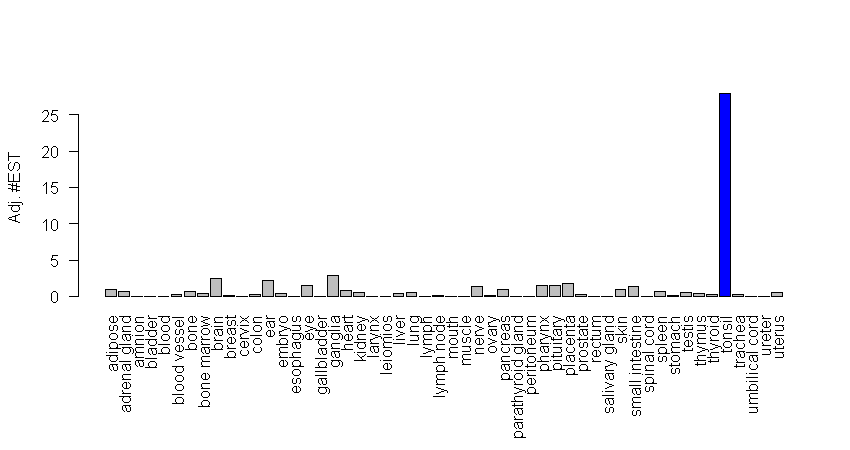 Adj. #EST
25
20
15
10
5
0
adipose
adrenal gland
amnion
bladder
blood
blood vessel
bone
bone marrow
brain
breast
cervix
colon
ear
embryo
esophagus
eye
gallbladder
ganglia
heart
kidney
larynx
leiomios
liver
lung
lymph
lymph node
mouth
muscle
nerve
ovary
pancreas
parathyroid gland
peritoneum
pharynx
pituitary
placenta
prostate
rectum
salivary gland
skin
small intestine
spinal cord
spleen
stomach
testis
thymus
thyroid
tonsil
trachea
umbilical cord
ureter
uterus